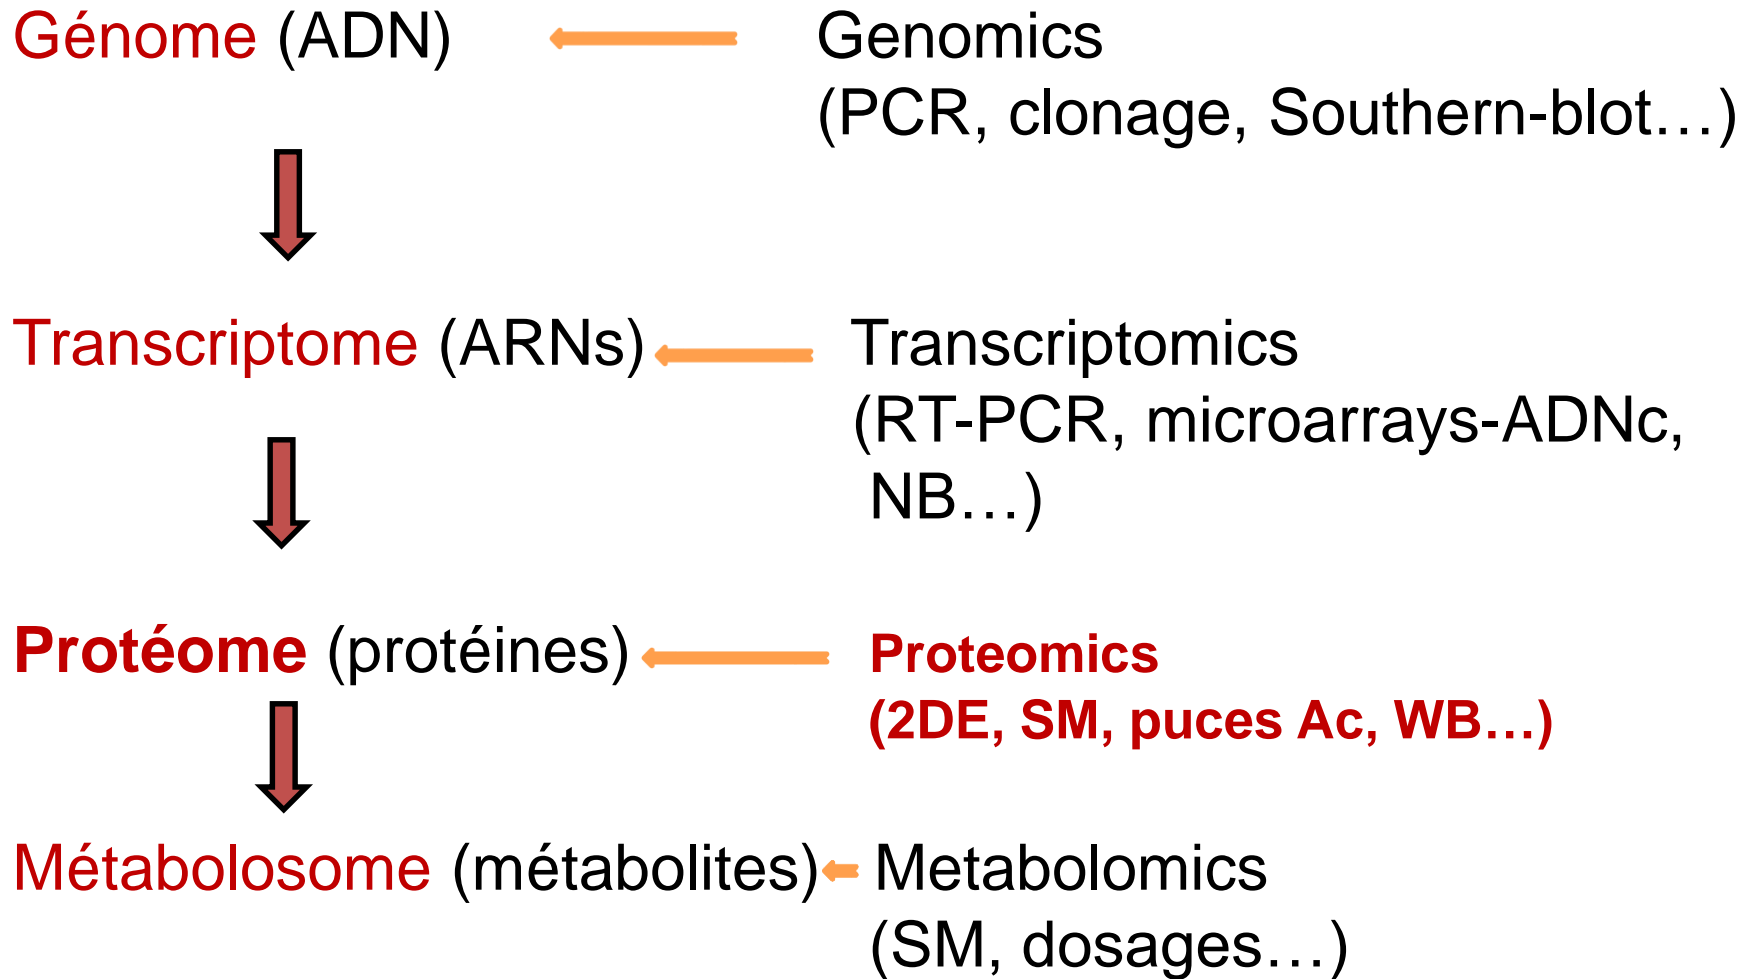 Génome (ADN) Genomics
(PCR, clonage, Southern-blot…)
Transcriptome (ARNs) Transcriptomics
(RT-PCR, microarrays-ADNc,
NB…)
Protéome (protéines) Proteomics
(2DE, SM, puces Ac, WB…)
Métabolosome (métabolites) Metabolomics
(SM, dosages…)